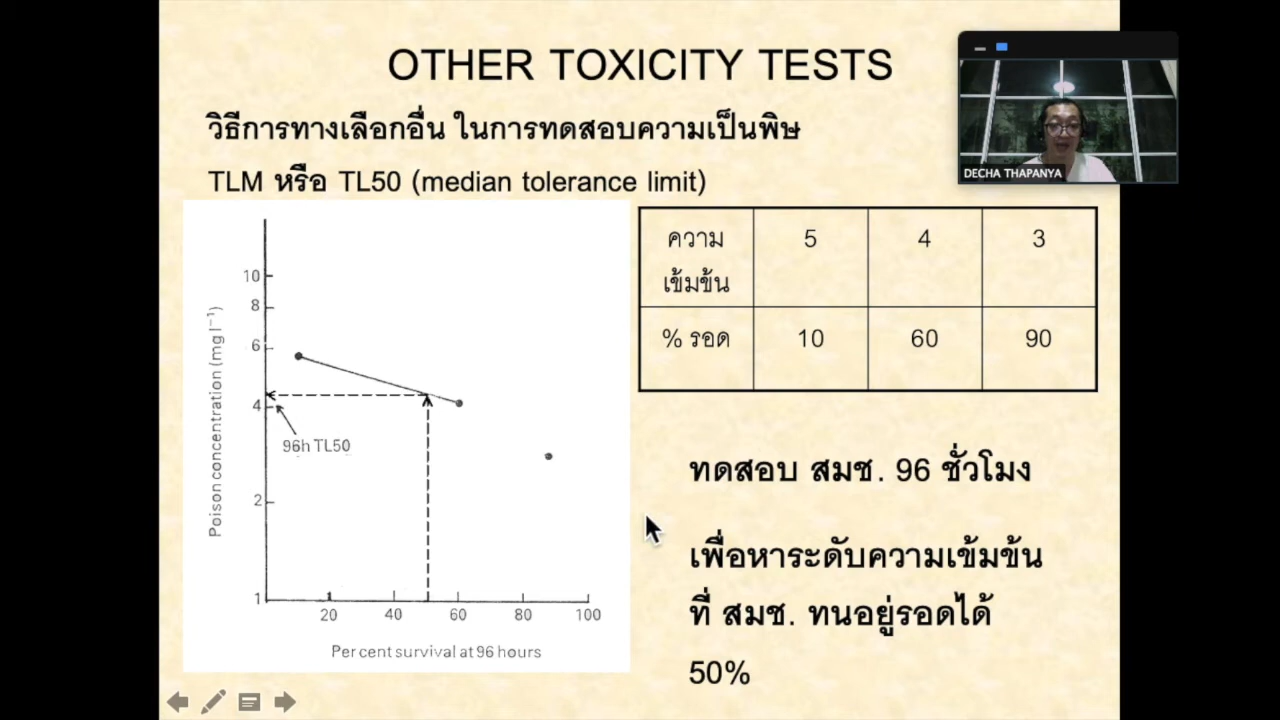 OTHER TOXICITY TESTS
วิธีการทางเลือกอื่น ในการทดสอบความเป็นพิษ
TLM หรือ TL50 (median tolerance limit)
DECHA THAPANYA
10
8
6
4
2
1
Poison concentration (mg l⁻¹)
96h TL50
20 40 60 80 100
Per cent survival at 96 hours
ความ 5 4 3
เข้มข้น
% รอด 10 60 90
ทดสอบ สมช. 96 ชั่วโมง
เพื่อหาระดับความเข้มข้น
ที่ สมช. ทนอยู่รอดได้
50%